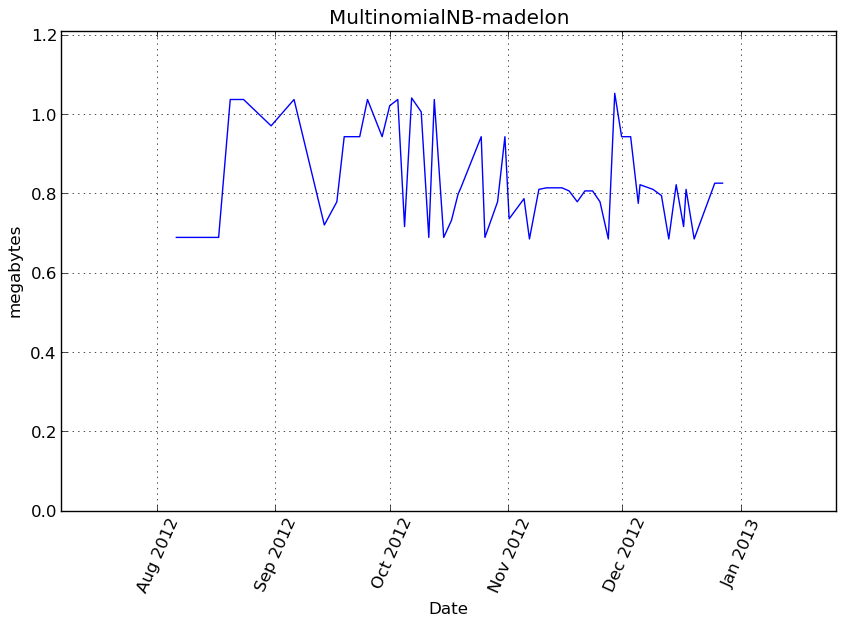 MultinomialNB-madelon
1.2
1.0
0.8
0.6
0.4
0.2
0.0
megabytes
Aug 2012
Sep 2012
Oct 2012
Nov 2012
Dec 2012
Jan 2013
Date